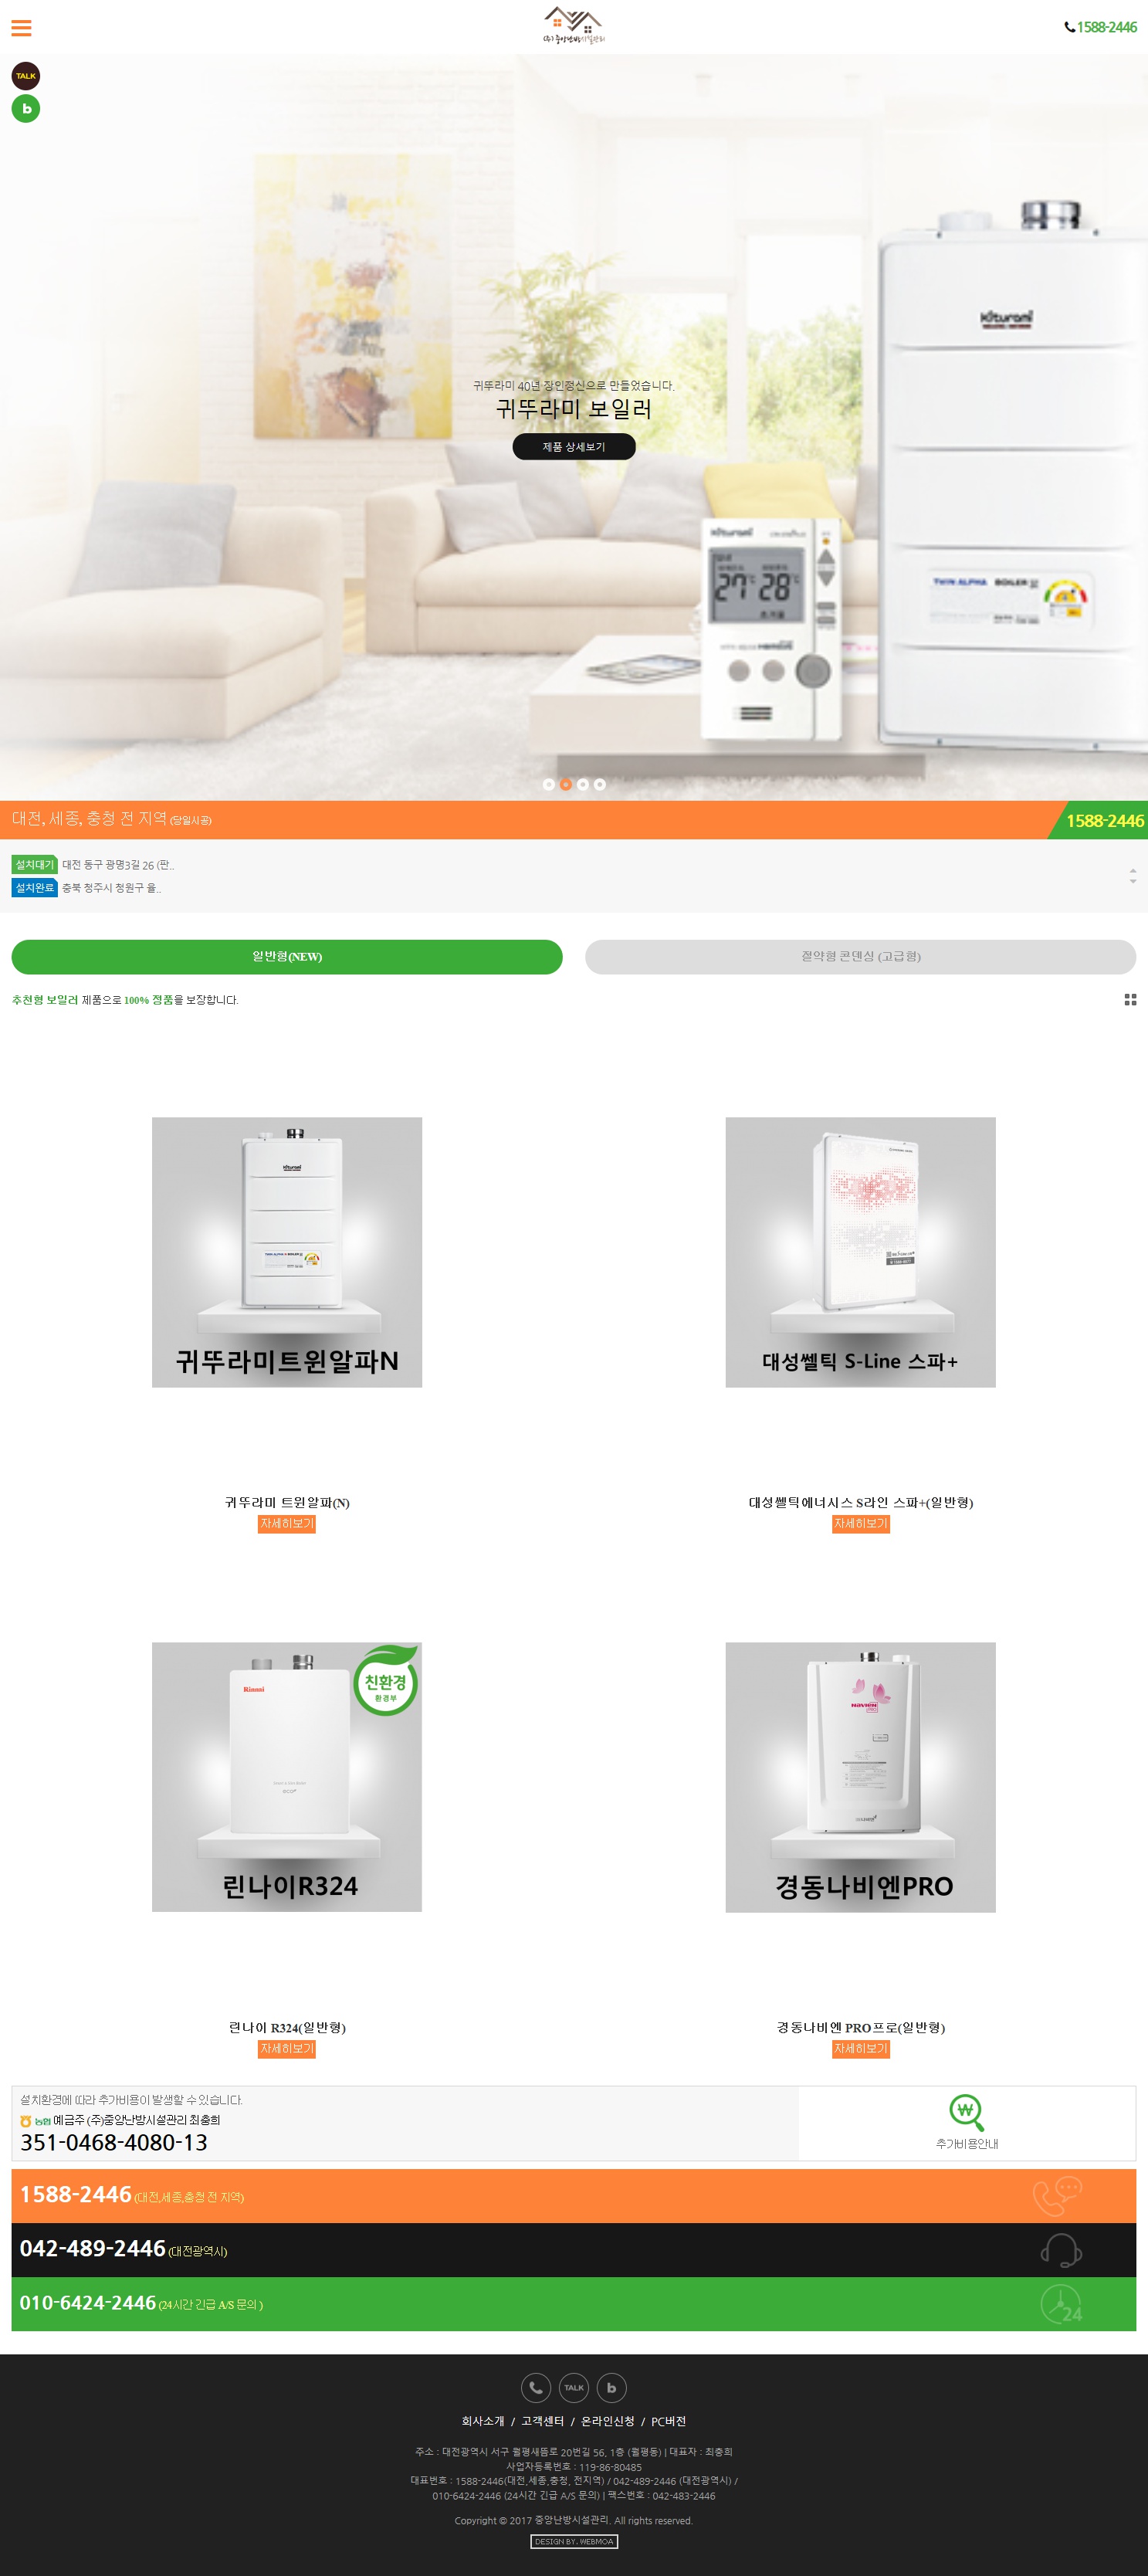 (주)중앙난방시설관리
1588-2446
TALK
b
Kiturami
귀뚜라미 40년 장인정신으로 만들었습니다.
귀뚜라미 보일러
제품 상세보기
Kiturami
27 28
TWIN ALPHA BOILER
대전, 세종, 충청 전 지역 (당일시공)
1588-2446
설치대기 대전 동구 광명3길 26 (판..
설치완료 충북 청주시 청원구 율..
일반형(NEW)
절약형 콘덴싱 (고급형)
추천형 보일러 제품으로 100% 정품을 보장합니다.
Kiturami
TWIN ALPHA N BOILER
귀뚜라미트윈알파N
대성쎌틱 S-Line 스파+
귀뚜라미 트윈알파(N)
자세히보기
대성쎌틱에너시스 S라인 스파+(일반형)
자세히보기
Rinnai
친환경
환경부
eco
린나이R324
NAVIEN
PRO
경동나비엔PRO
린나이 R324(일반형)
자세히보기
경동나비엔 PRO프로(일반형)
자세히보기
설치환경에 따라 추가비용이 발생할 수 있습니다.
농협 예금주 (주)중앙난방시설관리 최충희
351-0468-4080-13
₩
추가비용안내
1588-2446 (대전,세종,충청 전 지역)
042-489-2446 (대전광역시)
010-6424-2446 (24시간 긴급 A/S 문의 )
24
TALK
b
회사소개 / 고객센터 / 온라인신청 / PC버전
주소 : 대전광역시 서구 월평새뜸로 20번길 56, 1층 (월평동) | 대표자 : 최충희
사업자등록번호 : 119-86-80485
대표번호 : 1588-2446(대전,세종,충청, 전지역) / 042-489-2446 (대전광역시) /
010-6424-2446 (24시간 긴급 A/S 문의) | 팩스번호 : 042-483-2446
Copyright © 2017 중앙난방시설관리. All rights reserved.
DESIGN BY. WEBMOA